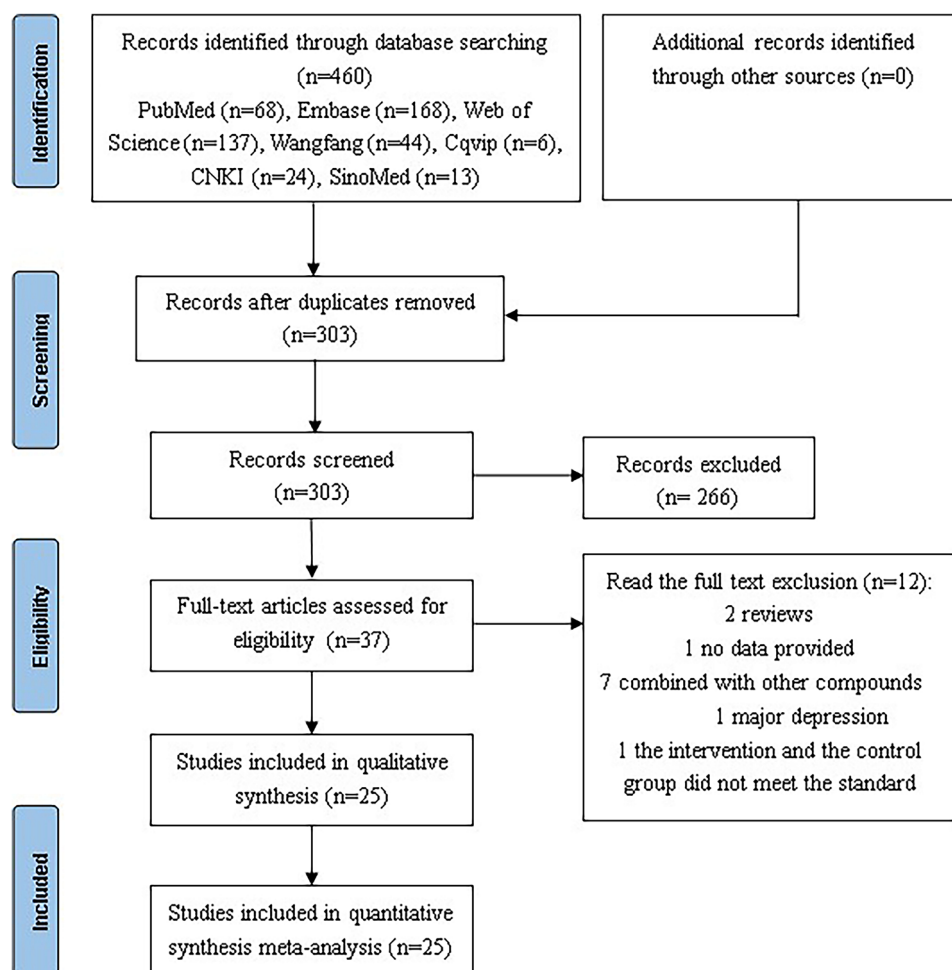 Identification
Records identified through database searching
(n=460)
PubMed (n=68), Embase (n=168), Web of
Science (n=137), Wangfang (n=44), Cqvip (n=6),
CNKI (n=24), SinoMed (n=13)
Additional records identified
through other sources (n=0)
Screening
Records after duplicates removed
(n=303)
Records screened
(n=303)
Records excluded
(n= 266)
Eligibility
Full-text articles assessed for
eligibility (n=37)
Read the full text exclusion (n=12):
2 reviews
1 no data provided
7 combined with other compounds
1 major depression
1 the intervention and the control
group did not meet the standard
Studies included in qualitative
synthesis (n=25)
Included
Studies included in quantitative
synthesis meta-analysis (n=25)